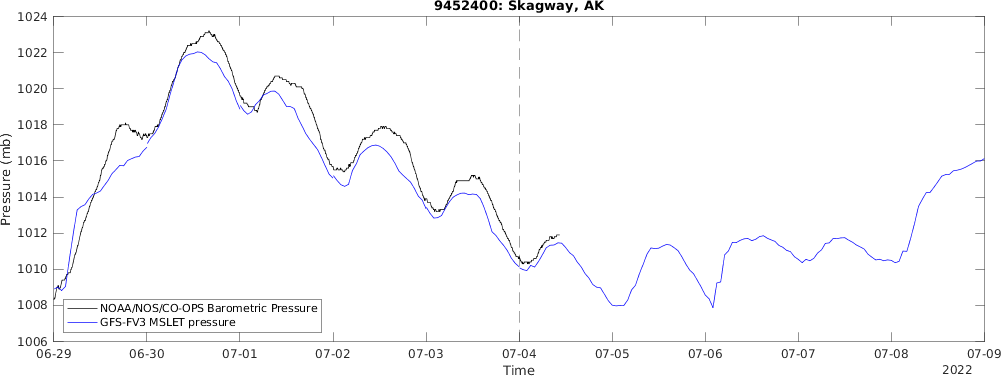 9452400: Skagway, AK
1024
1022
1020
1018
1016
1014
1012
1010
1008
1006
Pressure (mb)
NOAA/NOS/CO-OPS Barometric Pressure
GFS-FV3 MSLET pressure
06-29 06-30 07-01 07-02 07-03 07-04 07-05 07-06 07-07 07-08 07-09
Time
2022